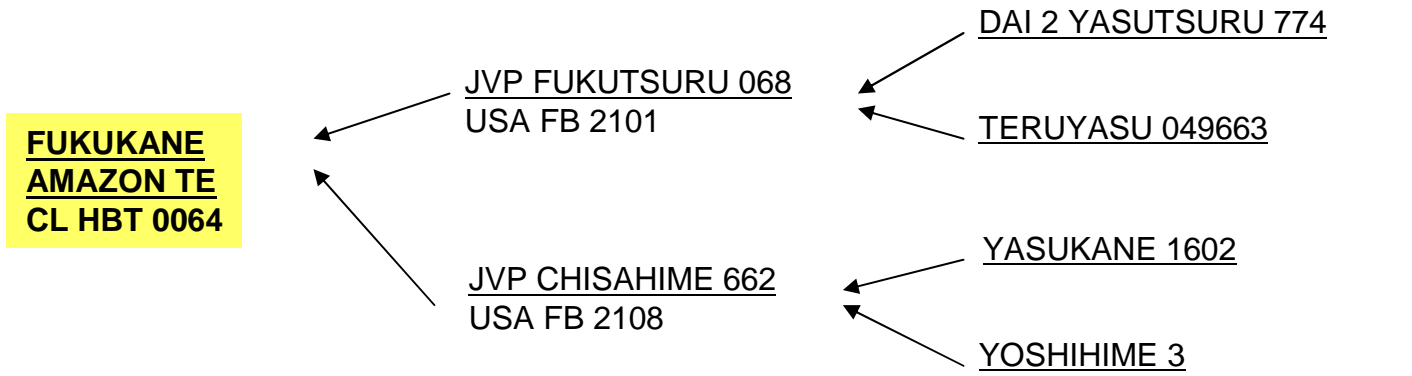 DAI 2 YASUTSURU 774
JVP FUKUTSURU 068
USA FB 2101
TERUYASU 049663
FUKUKANE
AMAZON TE
CL HBT 0064
YASUKANE 1602
JVP CHISAHIME 662
USA FB 2108
YOSHIHIME 3